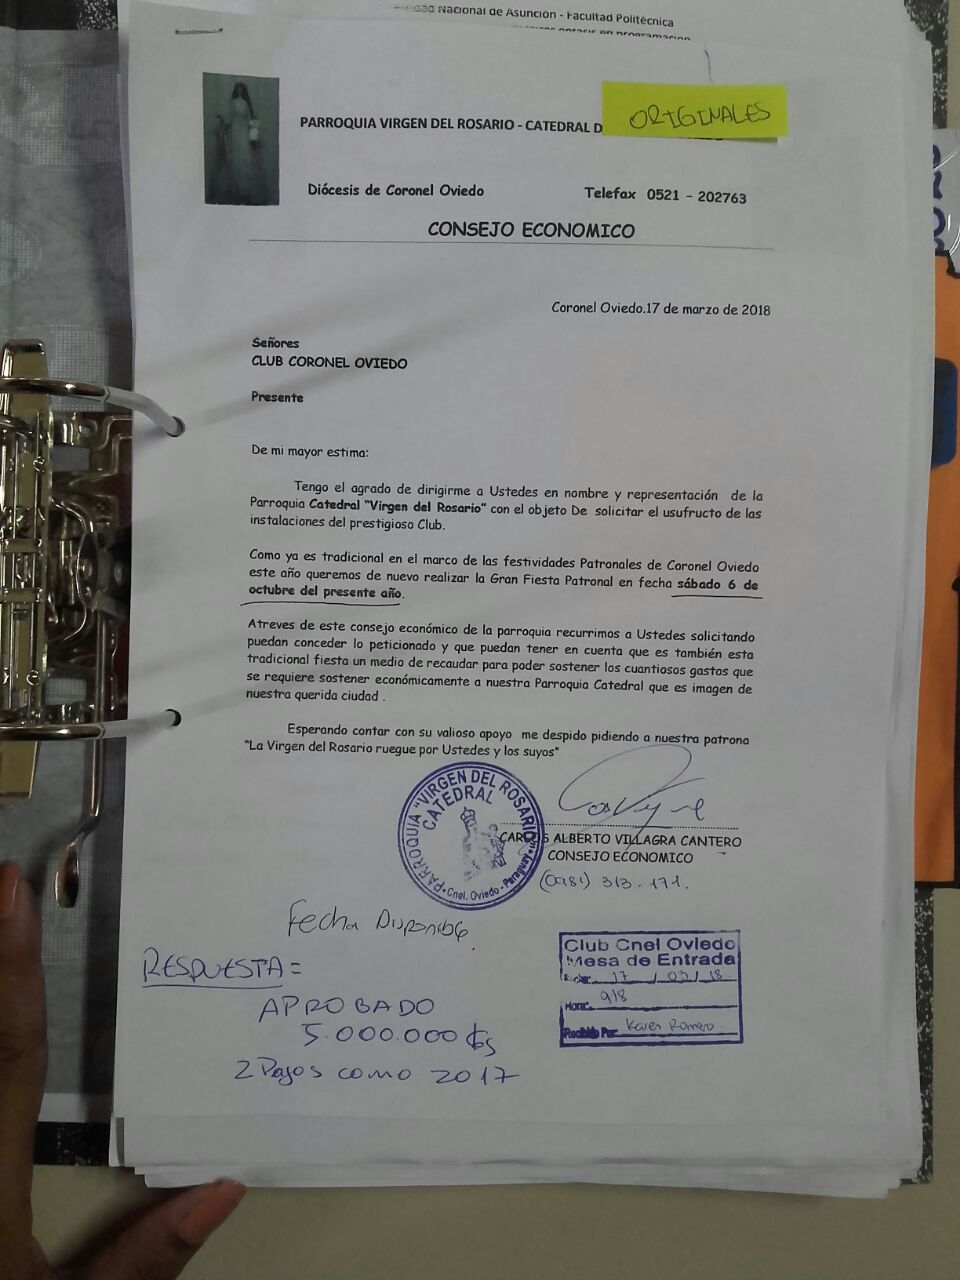 Nacional de Asunción - Facultad Politécnica
ORIGINALES
PARROQUIA VIRGEN DEL ROSARIO - CATEDRAL D
Diócesis de Coronel Oviedo
Telefax 0521 - 202763
CONSEJO ECONOMICO
Coronel Oviedo.17 de marzo de 2018
Señores
CLUB CORONEL OVIEDO
Presente
De mi mayor estima:
Tengo el agrado de dirigirme a Ustedes en nombre y representación de la
Parroquia Catedral "Virgen del Rosario" con el objeto De solicitar el usufructo de las
instalaciones del prestigioso Club.
Como ya es tradicional en el marco de las festividades Patronales de Coronel Oviedo
este año queremos de nuevo realizar la Gran Fiesta Patronal en fecha sábado 6 de
octubre del presente año.
Atreves de este consejo económico de la parroquia recurrimos a Ustedes solicitando
puedan conceder lo peticionado y que puedan tener en cuenta que es también esta
tradicional fiesta un medio de recaudar para poder sostener los cuantiosos gastos que
se requiere sostener económicamente a nuestra Parroquia Catedral que es imagen de
nuestra querida ciudad .
Esperando contar con su valioso apoyo me despido pidiendo a nuestra patrona
"La Virgen del Rosario ruegue por Ustedes y los suyos"
PARROQUIA "VIRGEN DEL ROSARIO"
CATEDRAL
Cnel. Oviedo - Paraguay
CARLOS ALBERTO VILLAGRA CANTERO
CONSEJO ECONOMICO
(0981) 313.171.
Fecha Disponible.
RESPUESTA=
APROBADO
5.000.000 Gs
2 Pagos como 2017
Club Cnel Oviedo
Mesa de Entrada
Fecha: 17 / 03 / 18
Hora: 918
Recibido Por: Karen Romero